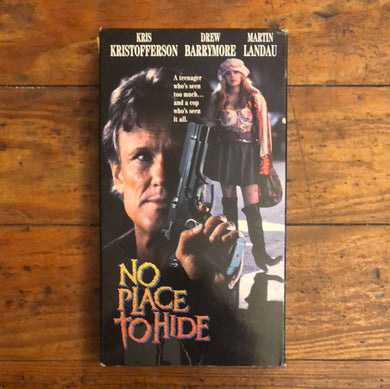 KRIS DREW MARTIN
KRISTOFFERSON BARRYMORE LANDAU
A teenager
who's seen
too much...
and a cop
who's seen
it all.
NO
PLACE
TO HIDE